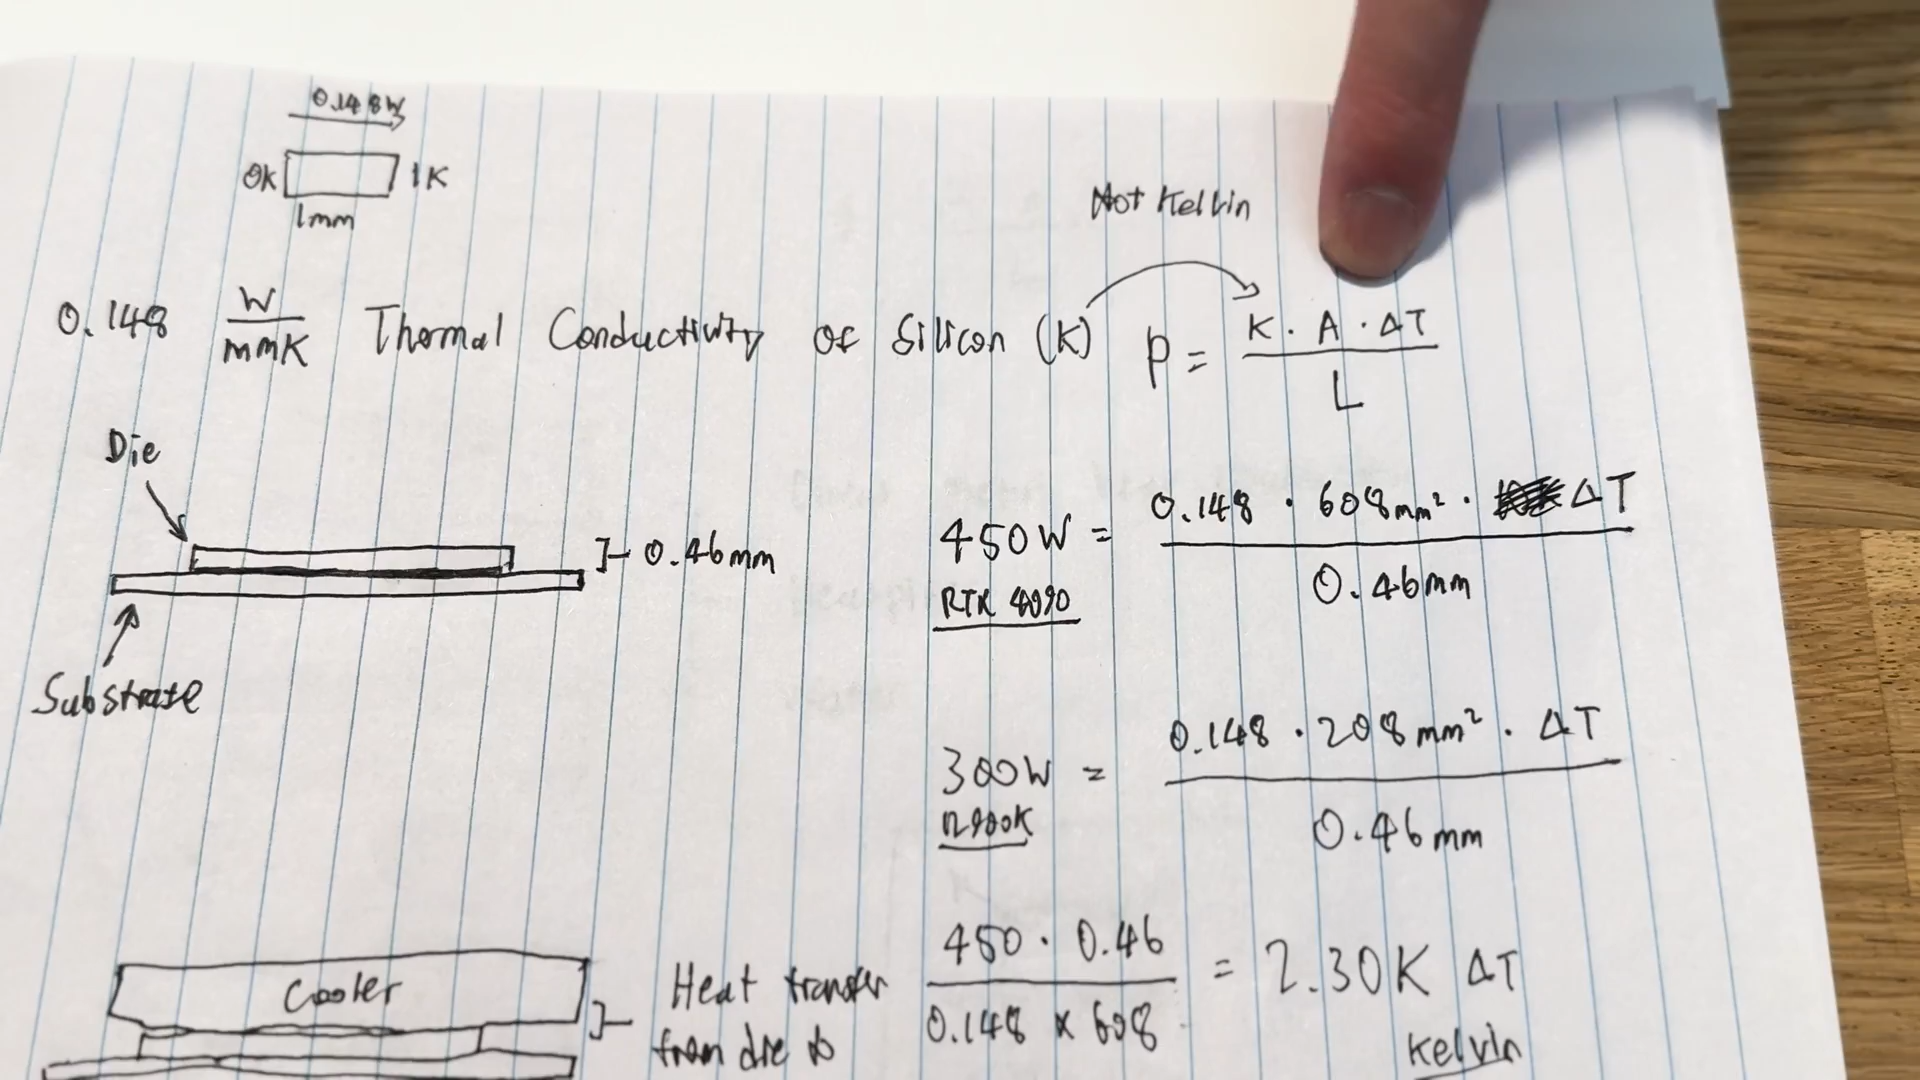 0.148W
0K
1K
1mm
Not Kelvin
0.148 W/mmK Thermal Conductivity of Silicon (K)
P = K · A · ΔT / L
Die
0.46mm
Substrate
450W = 0.148 · 608mm² · ΔT / 0.46mm
RTX 4090
300W = 0.148 · 208mm² · ΔT / 0.46mm
12900K
450 · 0.46 / 0.148 x 608 = 2.30K ΔT
Kelvin
Cooler
Heat transfer
from die to